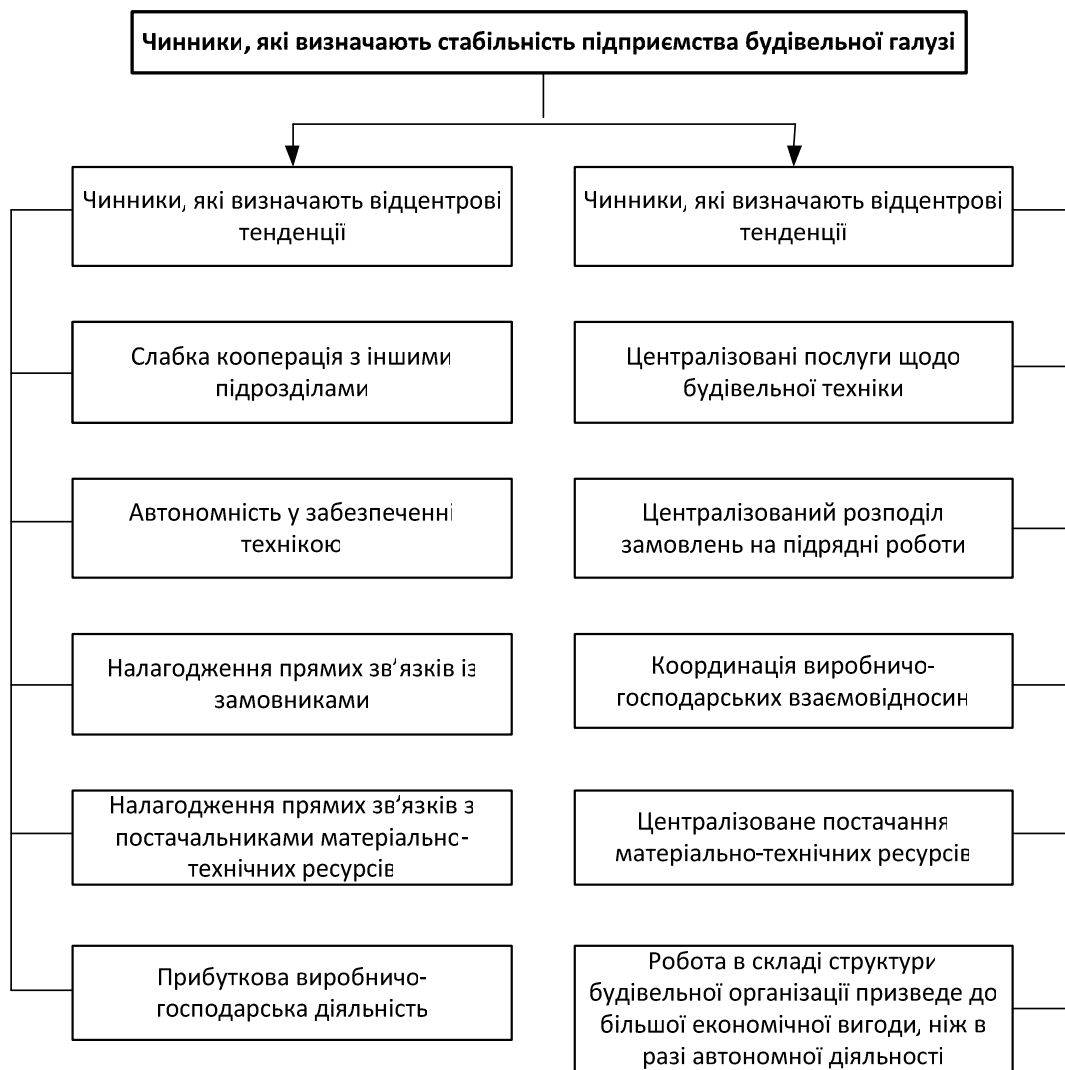 Чинники, які визначають стабільність підприємства будівельної галузі
Чинники, які визначають відцентрові
тенденції
Слабка кооперація з іншими
підрозділами
Автономність у забезпеченні
технікою
Налагодження прямих зв'язків із
замовниками
Налагодження прямих зв'язків з
постачальниками матеріально-
технічних ресурсів
Прибуткова виробничо-
господарська діяльність
Чинники, які визначають відцентрові
тенденції
Централізовані послуги щодо
будівельної техніки
Централізований розподіл
замовлень на підрядні роботи
Координація виробничо-
господарських взаємовідносин
Централізоване постачання
матеріально-технічних ресурсів
Робота в складі структури
будівельної організації призведе до
більшої економічної вигоди, ніж в
разі автономної діяльності